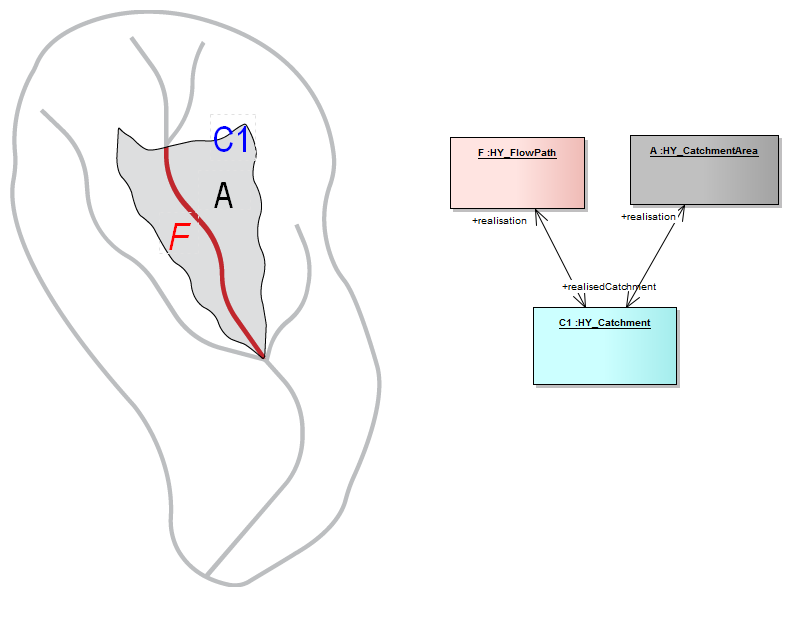 C1
A
F
F :HY_FlowPath
A :HY_CatchmentArea
+realisation
+realisation
+realisedCatchment
C1 :HY_Catchment